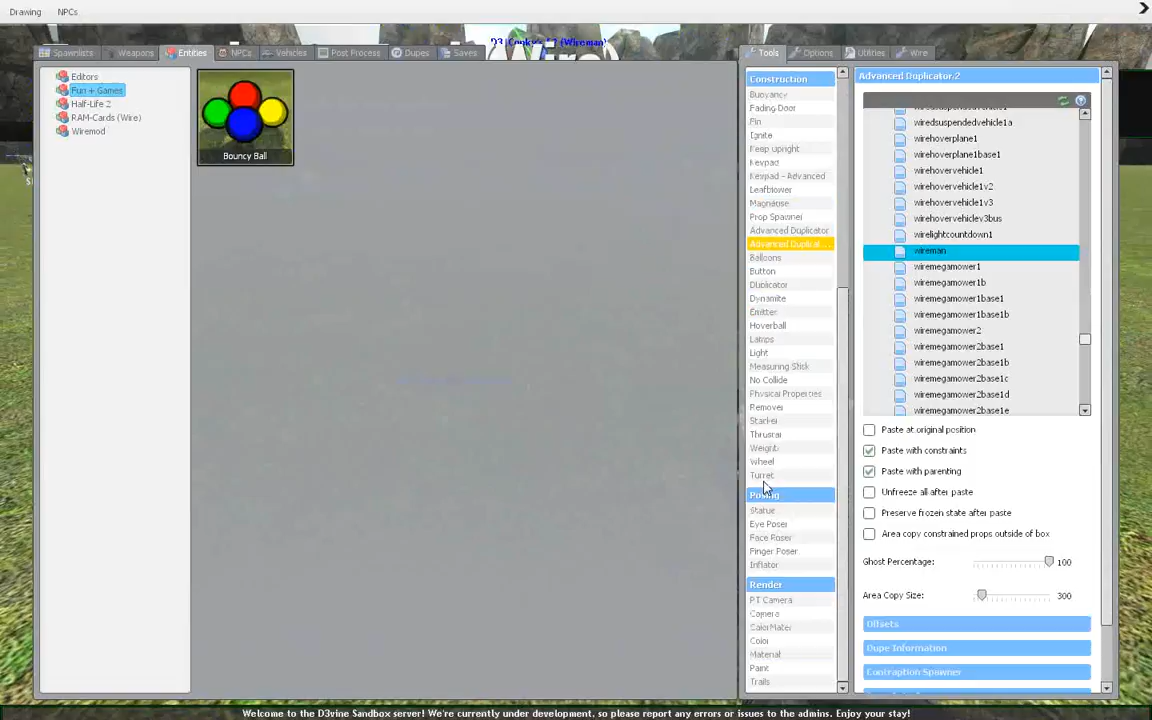 Drawing
NPCs
Spawnlists
Weapons
Entities
NPCs
Vehicles
Post Process
Dupes
Saves
Tools
Options
Utilities
Wire
Editors
Fun + Games
Half-Life 2
RAM-Cards (Wire)
Wiremod
Bouncy Ball
Construction
Buoyancy
Fading Door
Pin
Ignite
Keep Upright
Keypad
Keypad - Advanced
Leafblower
Magnetise
Prop Spawner
Advanced Duplicator
Advanced Duplicat...
Balloons
Button
Duplicator
Dynamite
Emitter
Hoverball
Lamps
Light
Measuring Stick
No Collide
Physical Properties
Remover
Stacker
Thruster
Weight
Wheel
Turret
Posing
Statue
Eye Poser
Face Poser
Finger Poser
Inflator
Render
RT Camera
Camera
ColorMater
Color
Material
Paint
Trails
Advanced Duplicator 2
wiredsuspendedvehicle1
wiredsuspendedvehicle1a
wirehoverplane1
wirehoverplane1base1
wirehovervehicle1
wirehovervehicle1v2
wirehovervehicle1v3
wirehovervehiclev3bus
wirelightcountdown1
wireman
wiremegamower1
wiremegamower1b
wiremegamower1base1
wiremegamower1base1b
wiremegamower2
wiremegamower2base1
wiremegamower2base1b
wiremegamower2base1c
wiremegamower2base1d
wiremegamower2base1e
Paste at original position
Paste with constraints
Paste with parenting
Unfreeze all after paste
Preserve frozen state after paste
Area copy constrained props outside of box
Ghost Percentage: 100
Area Copy Size: 300
Offsets
Dupe Information
Contraption Spawner
Welcome to the D3vine Sandbox server! We're currently under development, so please report any errors or issues to the admins. Enjoy your stay!